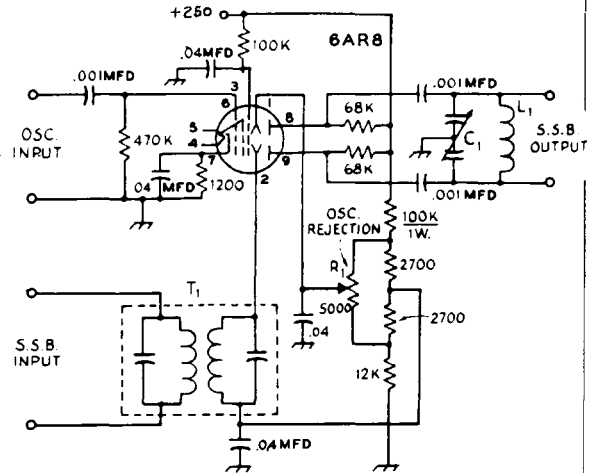 +250
100K
6AR8
.04MFD
.001MFD
3
6
1
8
5
4
7
9
2
68K
68K
.001MFD
L1
C1
S.S.B.
OUTPUT
.001MFD
OSC.
INPUT
470K
.04 MFD
1200
OSC.
REJECTION
100K
1W.
R1
2700
5000
.04
2700
12K
T1
S.S.B.
INPUT
.04MFD